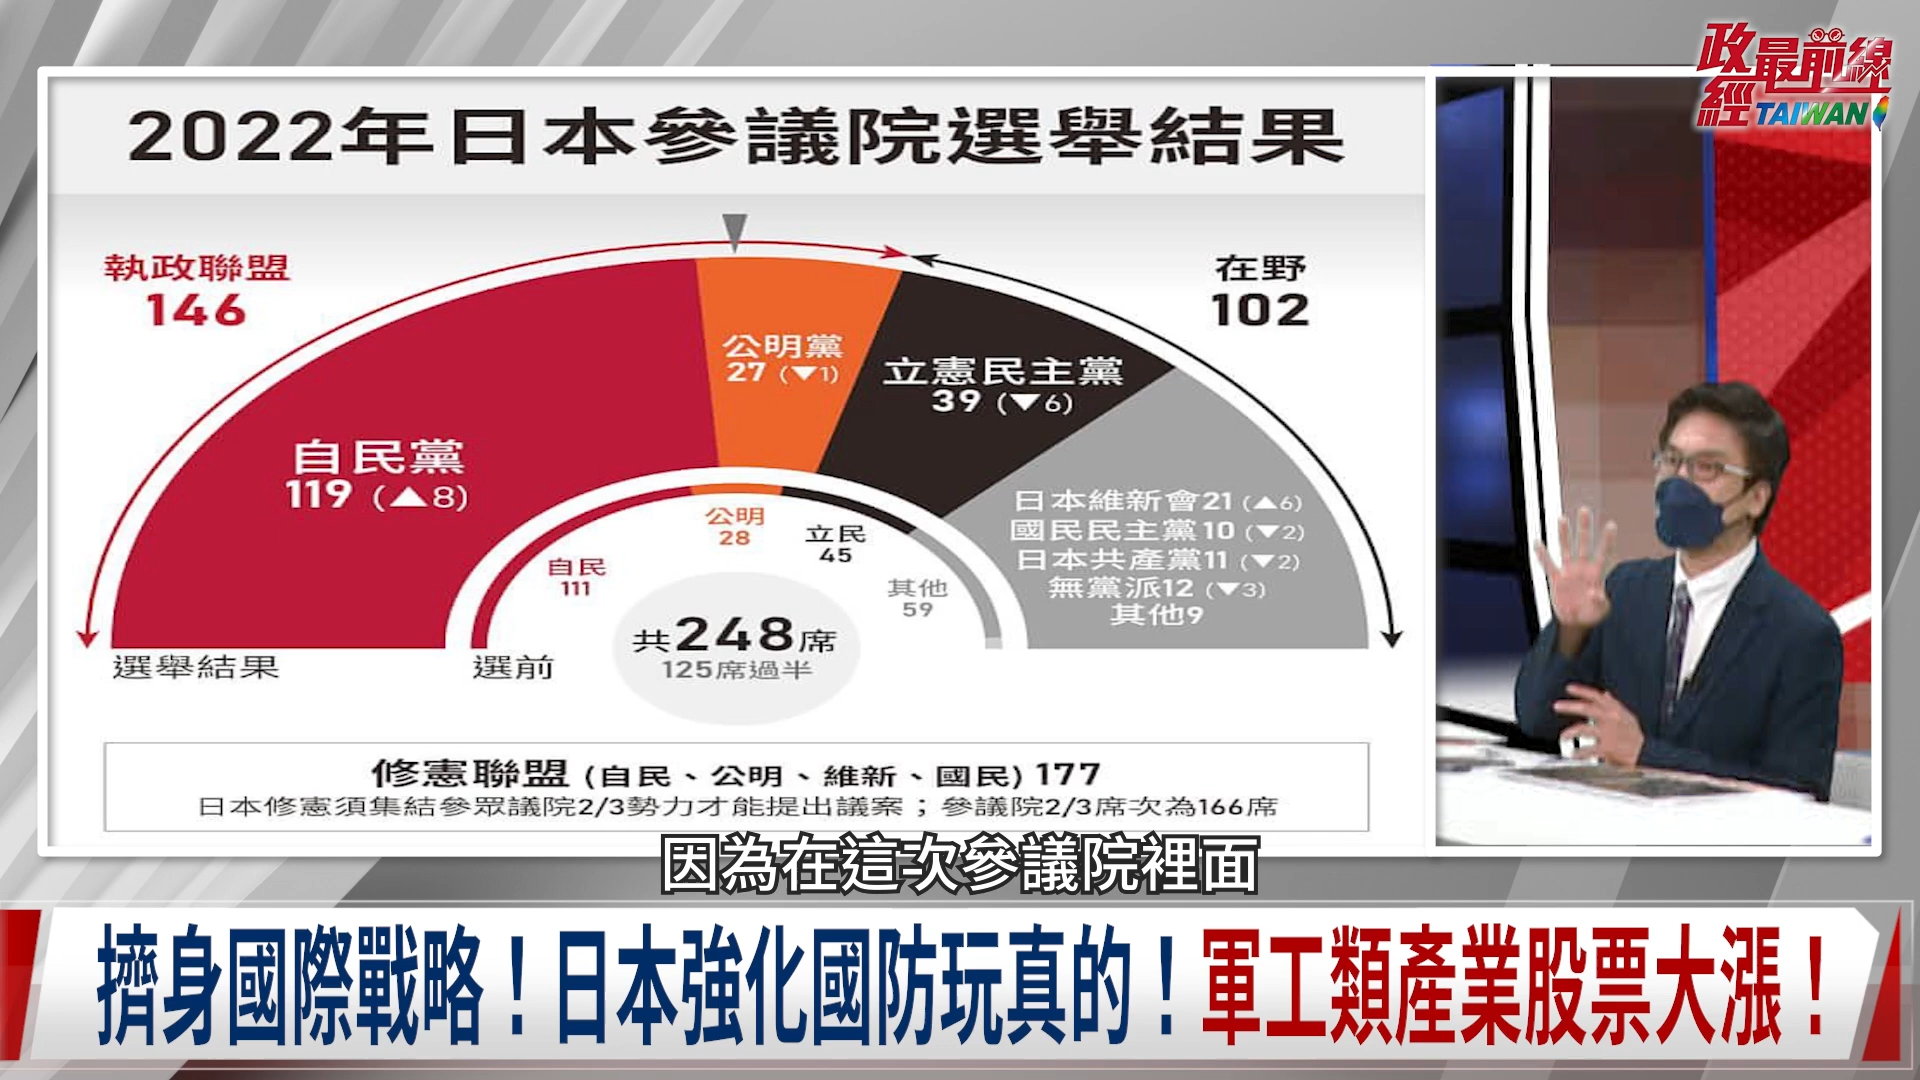 政經最前線
TAIWAN
2022年日本參議院選舉結果
執政聯盟
146
在野
102
公明黨
27 (▼1)
立憲民主黨
39 (▼6)
自民黨
119 (▲8)
日本維新會21 (▲6)
國民民主黨10 (▼2)
日本共產黨11 (▼2)
無黨派12 (▼3)
其他9
公明
28
立民
45
自民
111
其他
59
共248席
125席過半
選舉結果
選前
修憲聯盟 (自民、公明、維新、國民) 177
日本修憲須集結參眾議院2/3勢力才能提出議案；參議院2/3席次為166席
因為在這次參議院裡面
擠身國際戰略！日本強化國防玩真的！軍工類產業股票大漲！